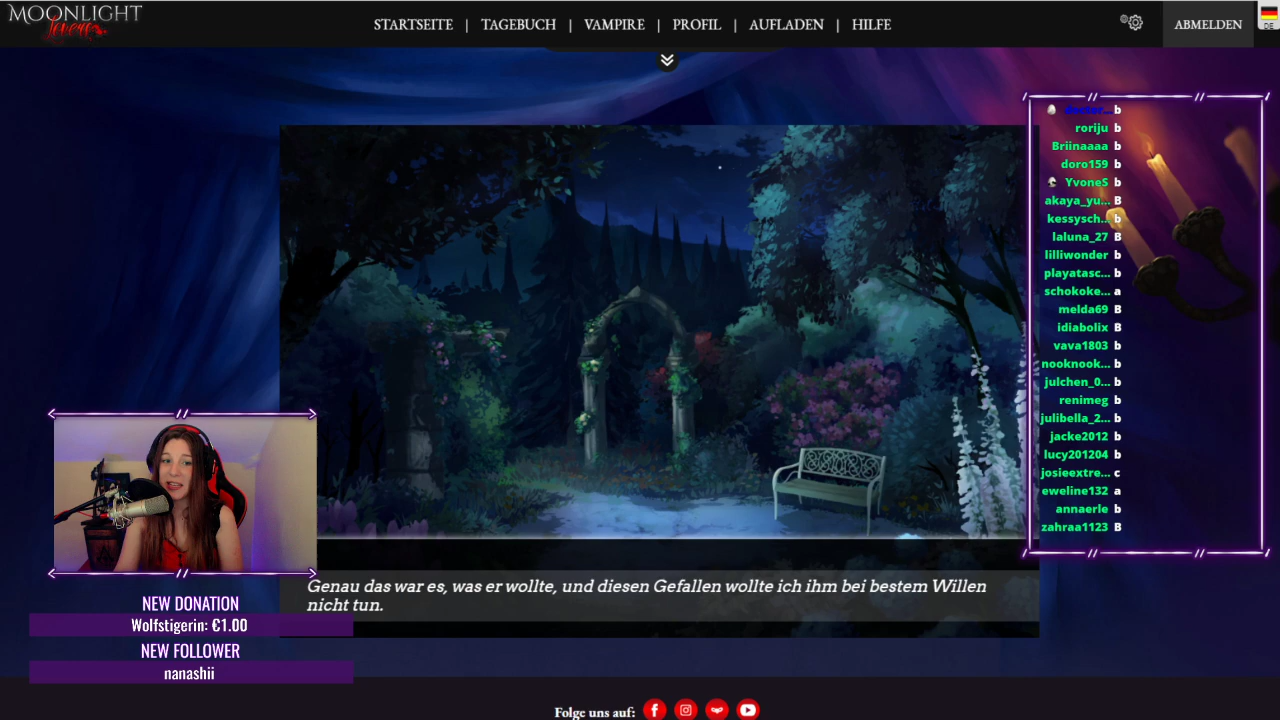 MOONLIGHT
Lovers
STARTSEITE | TAGEBUCH | VAMPIRE | PROFIL | AUFLADEN | HILFE
ABMELDEN
DE
b
roriju b
Briinaaaa b
doro159 b
YvoneS b
akaya_yu... B
kessysch... b
laluna_27 B
lilliwonder b
playatasc... b
schokoke... a
melda69 B
idiabolix B
vava1803 b
nooknook... b
julchen_0... b
renimeg b
julibella_2... b
jacke2012 b
lucy201204 b
josieextre... c
eweline132 a
annaerle b
zahraa1123 B
Genau das war es, was er wollte, und diesen Gefallen wollte ich ihm bei bestem Willen
nicht tun.
NEW DONATION
Wolfstigerin: €1.00
NEW FOLLOWER
nanashii
Folge uns auf: